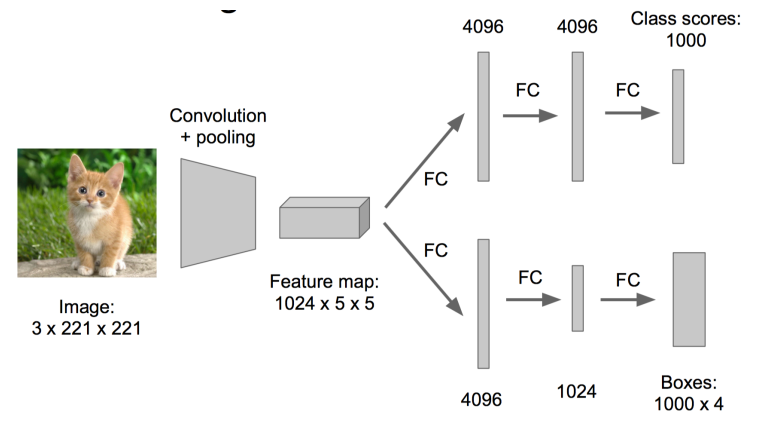 4096
4096
Class scores:
1000
FC
FC
Convolution
+ pooling
FC
Image:
3 x 221 x 221
Feature map:
1024 x 5 x 5
FC
FC
FC
4096
1024
Boxes:
1000 x 4